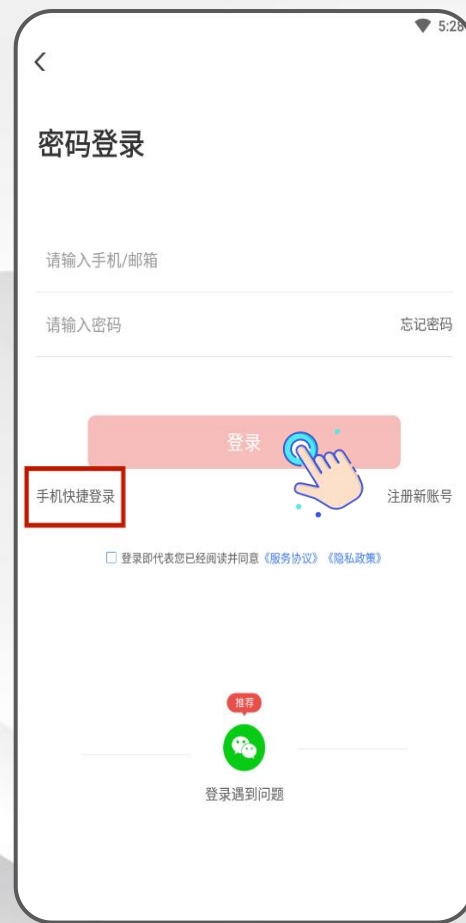 5:28
密码登录
请输入手机/邮箱
请输入密码 忘记密码
登录
手机快捷登录 注册新账号
登录即代表您已经阅读并同意《服务协议》《隐私政策》
推荐
登录遇到问题